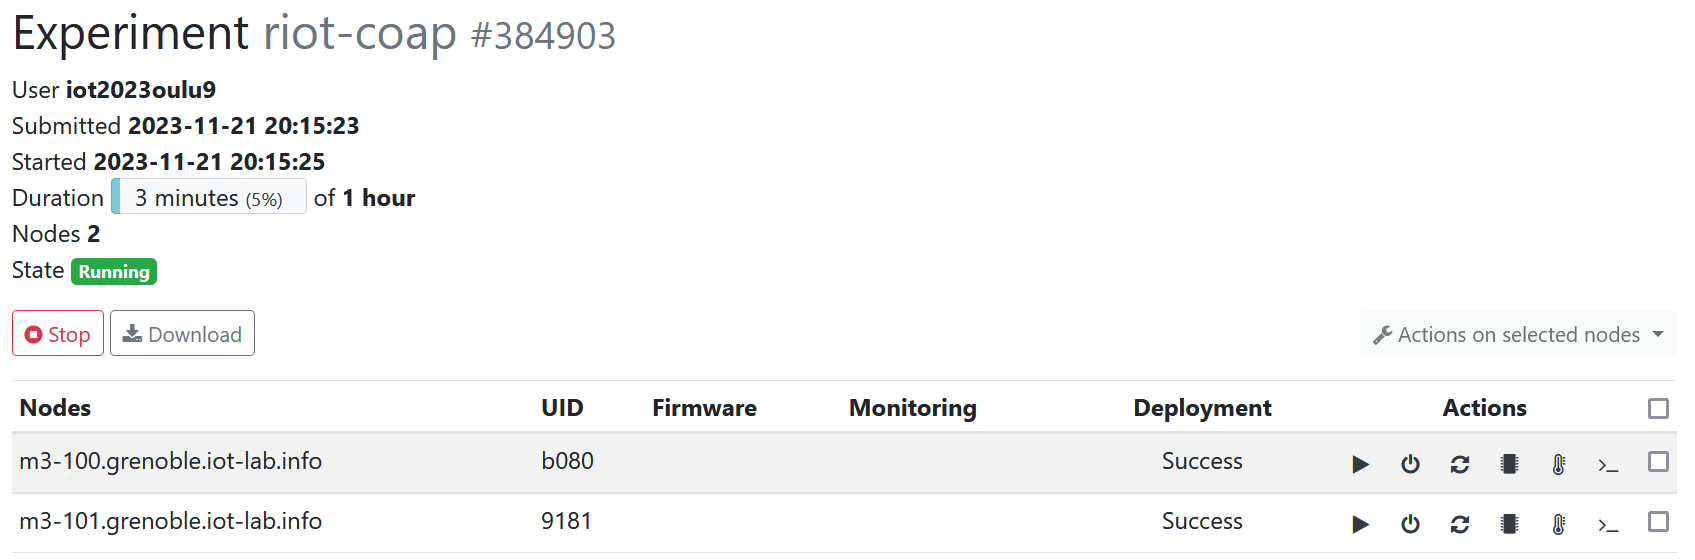 Experiment riot-coap #384903
User iot2023oulu9
Submitted 2023-11-21 20:15:23
Started 2023-11-21 20:15:25
Duration 3 minutes (5%) of 1 hour
Nodes 2
State Running
Stop Download Actions on selected nodes
Nodes UID Firmware Monitoring Deployment Actions
m3-100.grenoble.iot-lab.info b080 Success
m3-101.grenoble.iot-lab.info 9181 Success